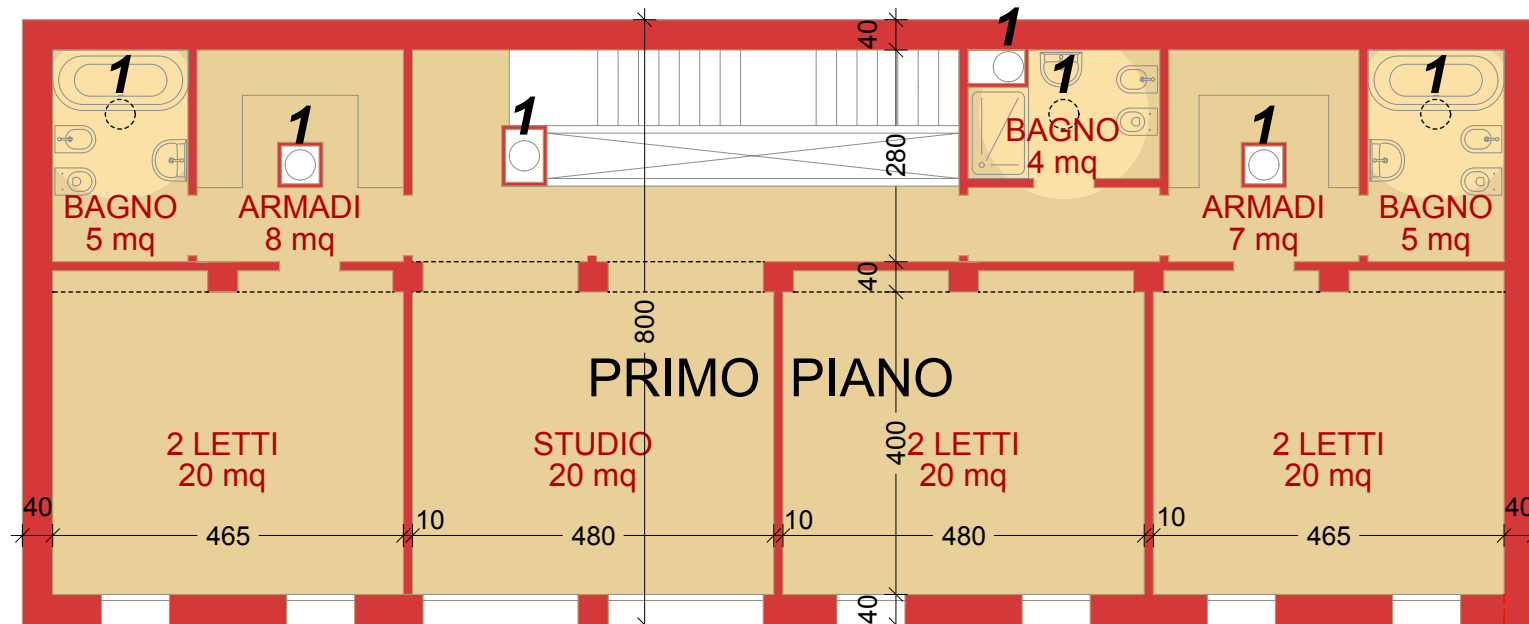 1
40
1
1
1
1
1
1
BAGNO
4 mq
280
BAGNO
5 mq
ARMADI
8 mq
ARMADI
7 mq
BAGNO
5 mq
40
800
PRIMO PIANO
2 LETTI
20 mq
STUDIO
20 mq
400
2 LETTI
20 mq
2 LETTI
20 mq
40
465
10
480
10
480
10
465
40
40